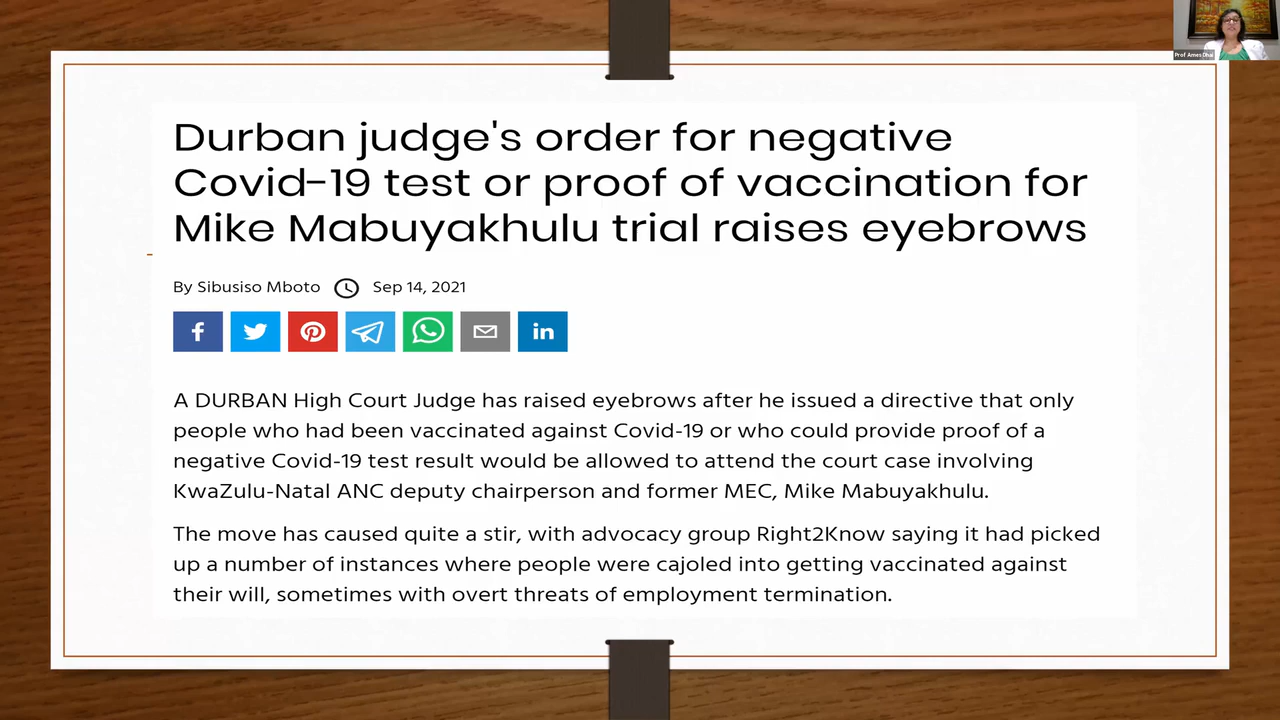 Prof Ames Dhai
Durban judge's order for negative
Covid-19 test or proof of vaccination for
Mike Mabuyakhulu trial raises eyebrows
By Sibusiso Mboto Sep 14, 2021
f in
A DURBAN High Court Judge has raised eyebrows after he issued a directive that only
people who had been vaccinated against Covid-19 or who could provide proof of a
negative Covid-19 test result would be allowed to attend the court case involving
KwaZulu-Natal ANC deputy chairperson and former MEC, Mike Mabuyakhulu.
The move has caused quite a stir, with advocacy group Right2Know saying it had picked
up a number of instances where people were cajoled into getting vaccinated against
their will, sometimes with overt threats of employment termination.